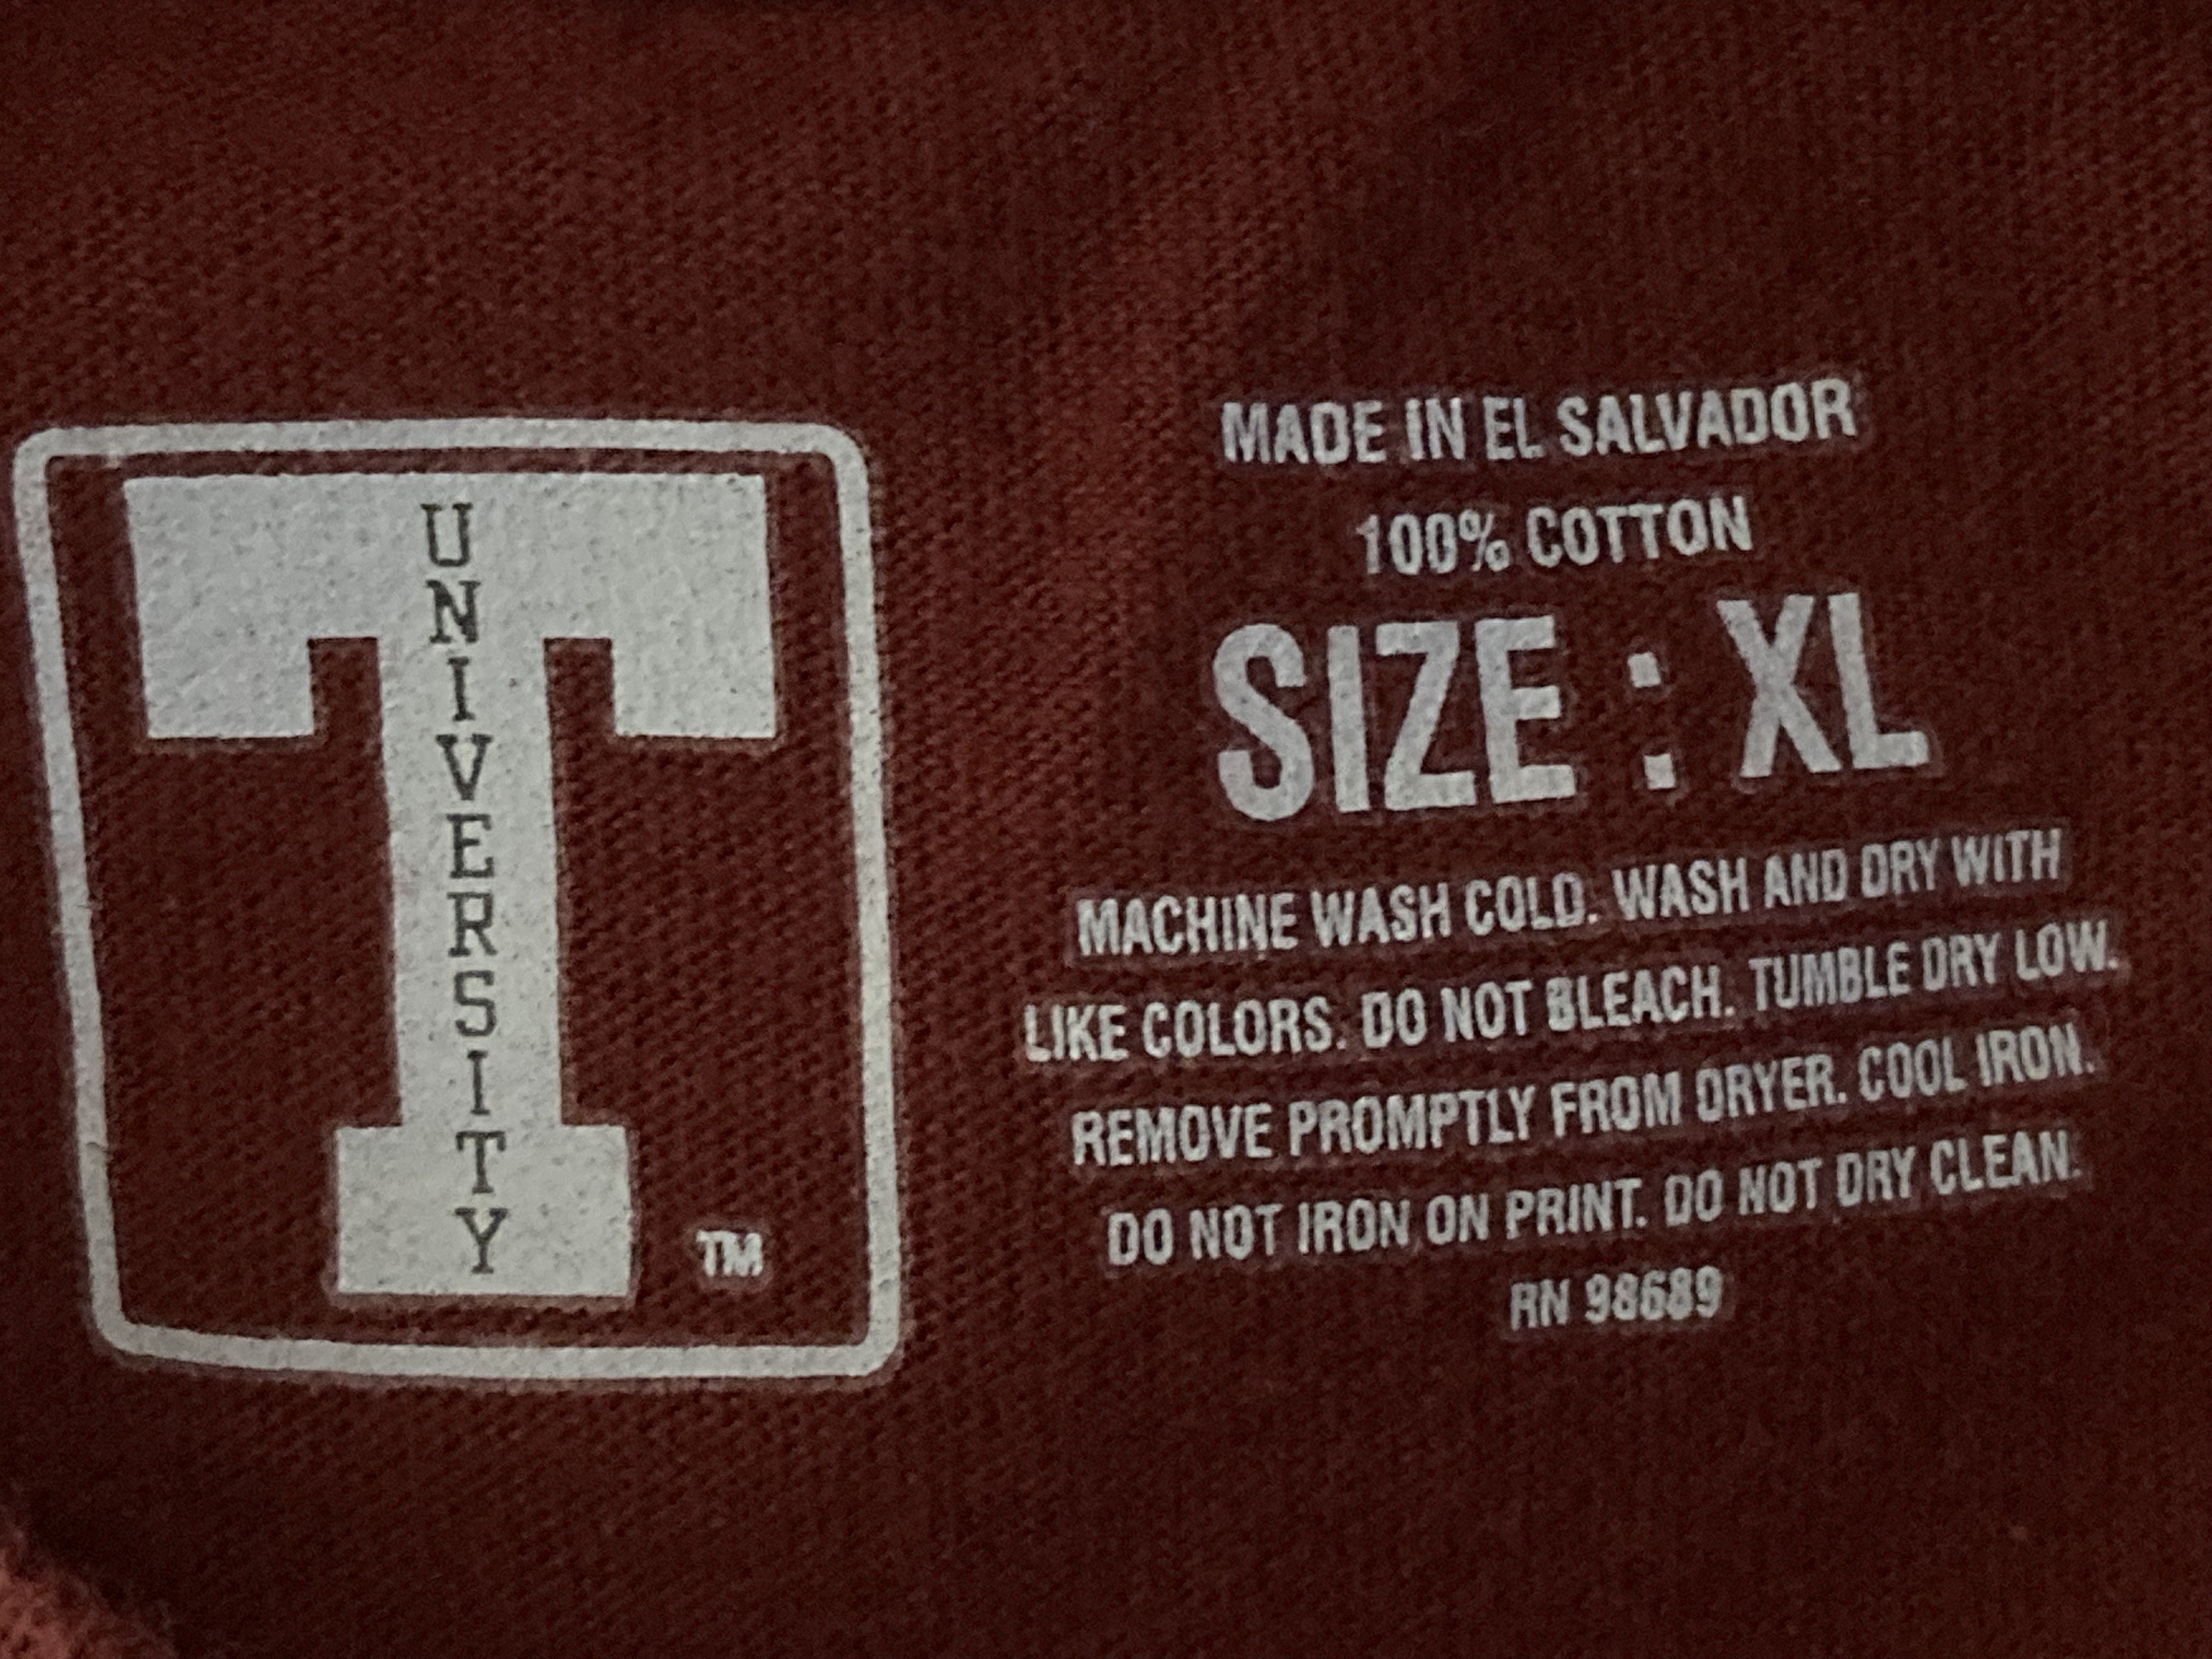 UNIVERSITY
TM
MADE IN EL SALVADOR
100% COTTON
SIZE : XL
MACHINE WASH COLD. WASH AND DRY WITH
LIKE COLORS. DO NOT BLEACH. TUMBLE DRY LOW.
REMOVE PROMPTLY FROM DRYER. COOL IRON.
DO NOT IRON ON PRINT. DO NOT DRY CLEAN.
RN 98689